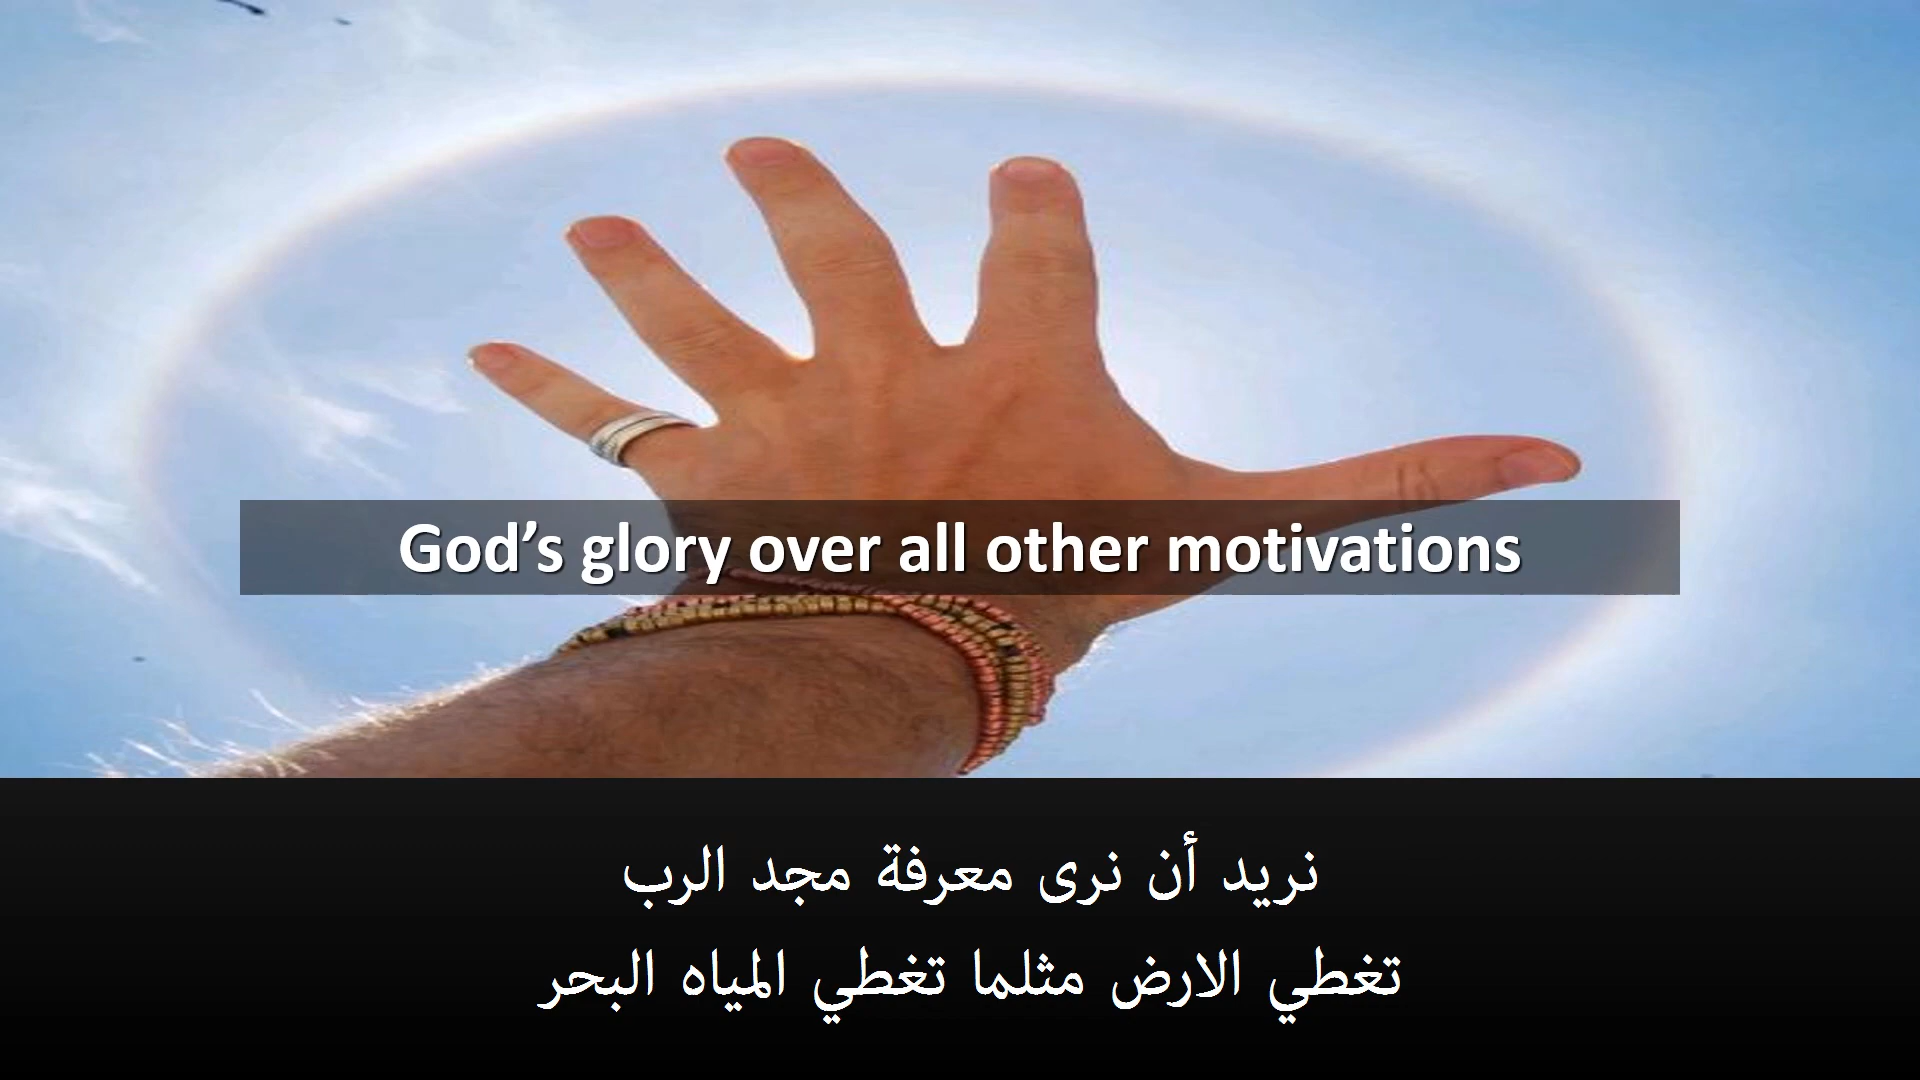 God’s glory over all other motivations
نريد أن نرى معرفة مجد الرب
تغطي الارض مثلما تغطي المياه البحر